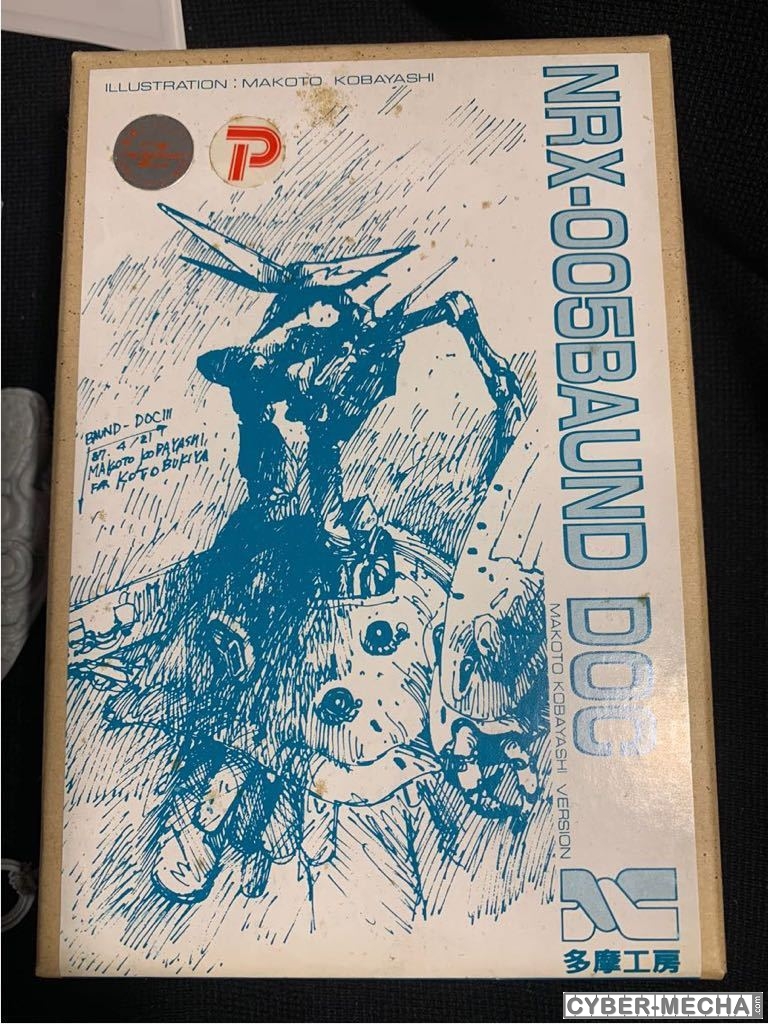 ILLUSTRATION : MAKOTO KOBAYASHI
P
NRX-005BAUND DOC
MAKOTO KOBAYASHI VERSION
BAUND-DOC III
87. 4/21
MAKOTO KOBAYASHI
FOR KOTOBUKIYA
多摩工房
CYBER-MECHA.com